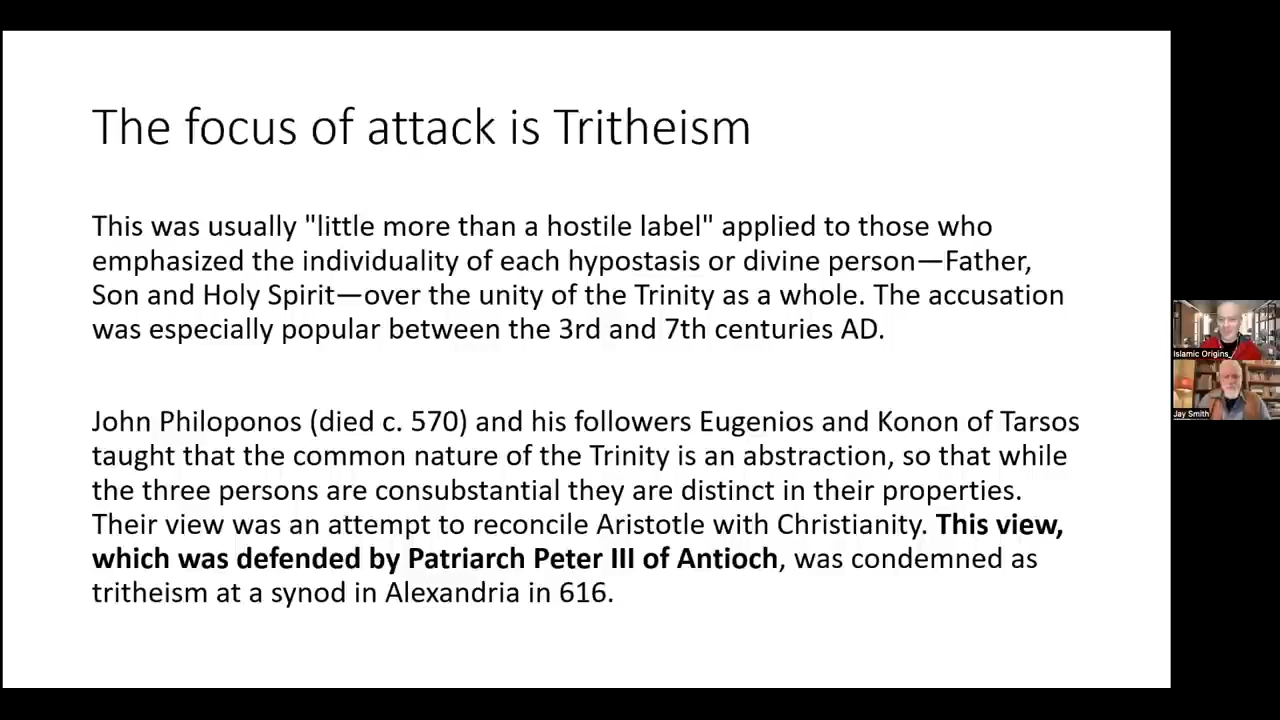 The focus of attack is Tritheism
This was usually "little more than a hostile label" applied to those who
emphasized the individuality of each hypostasis or divine person—Father,
Son and Holy Spirit—over the unity of the Trinity as a whole. The accusation
was especially popular between the 3rd and 7th centuries AD.
John Philoponos (died c. 570) and his followers Eugenios and Konon of Tarsos
taught that the common nature of the Trinity is an abstraction, so that while
the three persons are consubstantial they are distinct in their properties.
Their view was an attempt to reconcile Aristotle with Christianity. This view,
which was defended by Patriarch Peter III of Antioch, was condemned as
tritheism at a synod in Alexandria in 616.
Islamic Origins_
Jay Smith